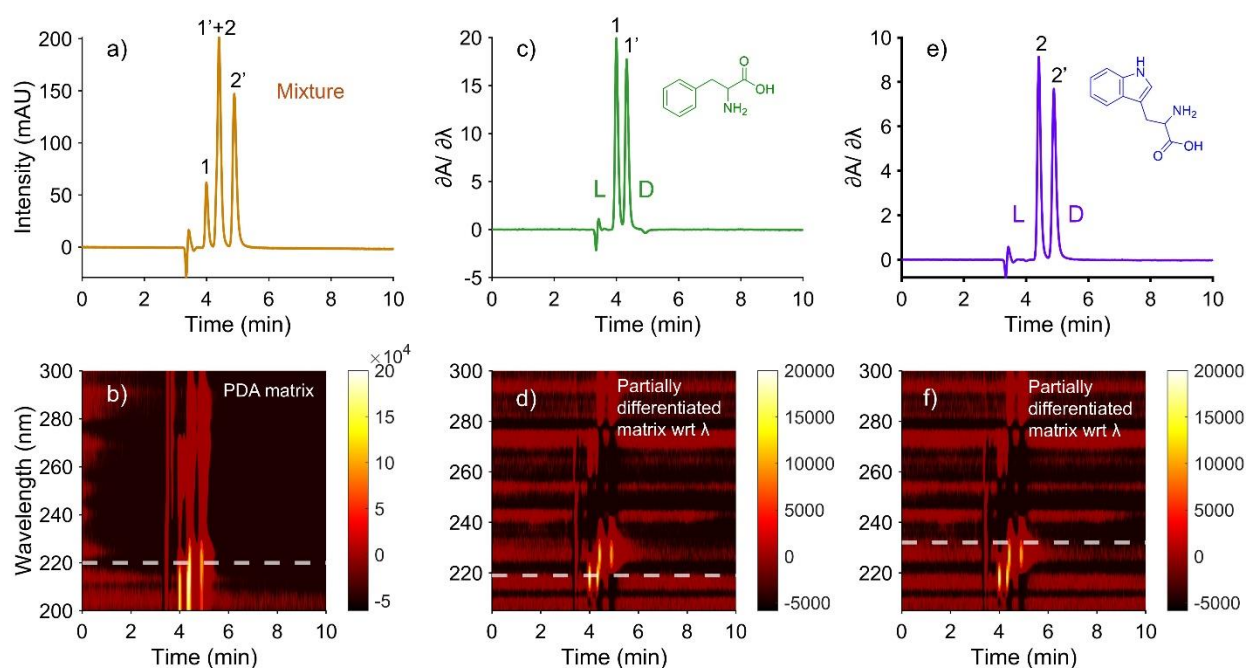 a)
1'+2
2'
1
Mixture
Intensity (mAU)
200
150
100
50
0
0 2 4 6 8 10
Time (min)
c)
1
1'
O
OH
NH₂
∂A/ ∂λ
20
15
10
5
0
-5
L D
0 2 4 6 8 10
Time (min)
e)
2
2'
H
N
NH₂
O
OH
∂A/ ∂λ
10
8
6
4
2
0
L D
0 2 4 6 8 10
Time (min)
b)
PDA matrix
Wavelength (nm)
300
280
260
240
220
200
0 2 4 6 8 10
Time (min)
×10⁴
20
15
10
5
0
-5
d)
Partially
differentiated
matrix wrt λ
300
280
260
240
220
0 2 4 6 8 10
Time (min)
20000
15000
10000
5000
0
-5000
f)
Partially
differentiated
matrix wrt λ
300
280
260
240
220
0 2 4 6 8 10
Time (min)
20000
15000
10000
5000
0
-5000